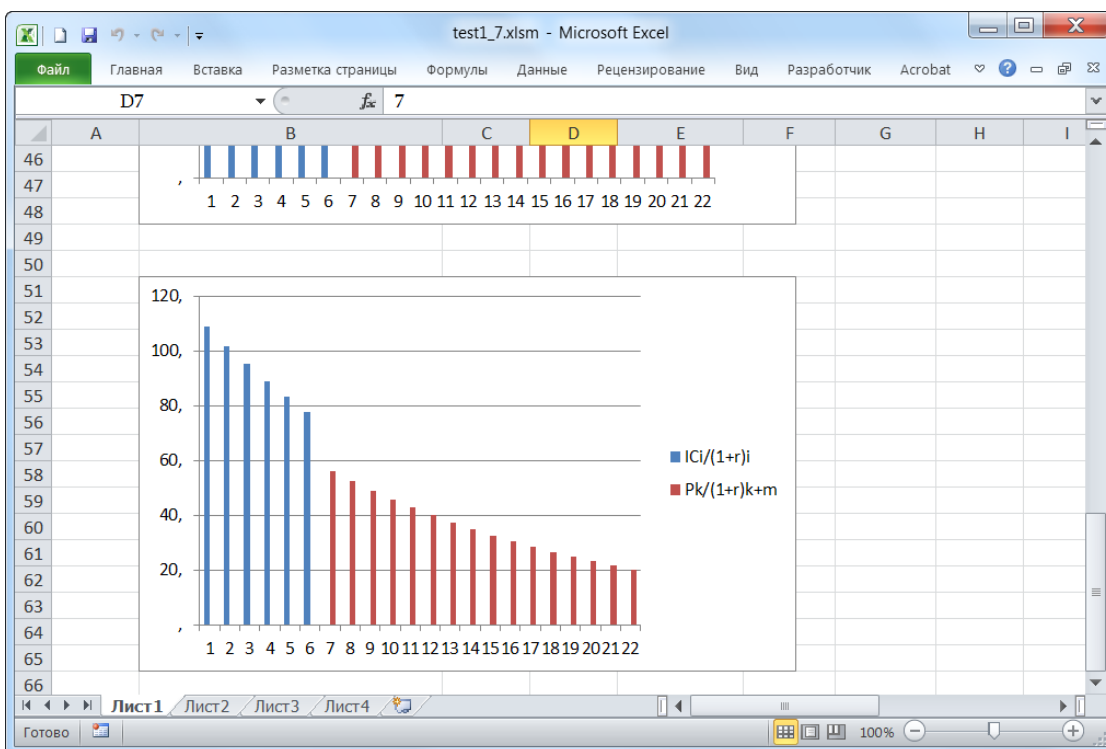 test1_7.xlsm - Microsoft Excel
Файл Главная Вставка Разметка страницы Формулы Данные Рецензирование Вид Разработчик Acrobat
D7 fx 7
A B C D E F G H I
46
47 ,
48 1 2 3 4 5 6 7 8 9 10 11 12 13 14 15 16 17 18 19 20 21 22
49
50
51 120,
52
53 100,
54
55 80,
56
57 60, ICi/(1+r)i
58 Pk/(1+r)k+m
59
60 40,
61
62 20,
63
64 ,
65 1 2 3 4 5 6 7 8 9 10 11 12 13 14 15 16 17 18 19 20 21 22
66
Лист1 Лист2 Лист3 Лист4
Готово 100%